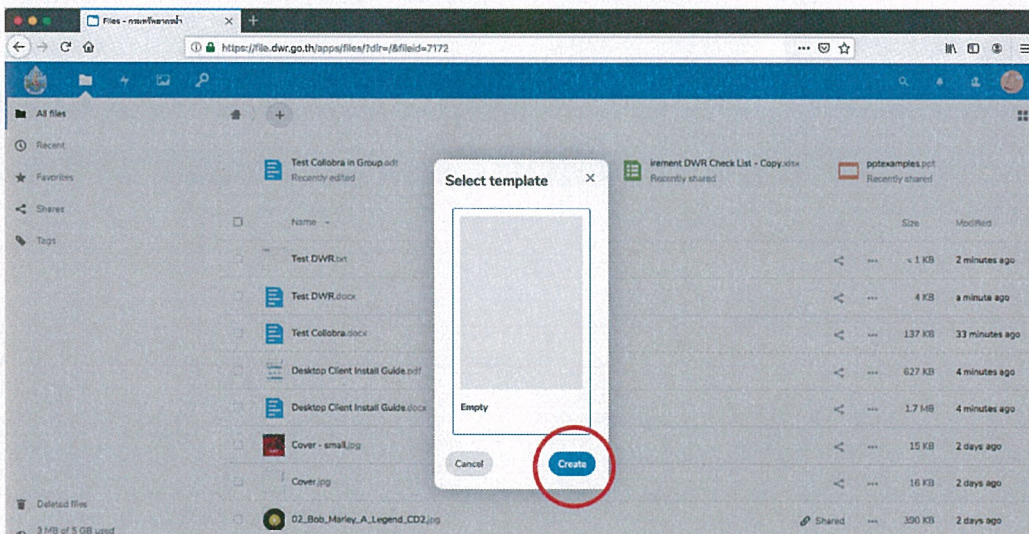 Files - กรมทรัพยากรน้ำ
https://file.dwr.go.th/apps/files/?dir=/&fileid=7172
All files
Recent
Favorites
Shares
Tags
Test Collobra in Group.odt
Recently edited
irement DWR Check List - Copy.xlsx
Recently shared
pptexamples.ppt
Recently shared
Select template
Empty
Cancel
Create
Name
Size
Modified
Test DWR.txt
< 1 KB
2 minutes ago
Test DWR.docx
4 KB
a minute ago
Test Collobra.docx
137 KB
33 minutes ago
Desktop Client Install Guide.pdf
627 KB
4 minutes ago
Desktop Client Install Guide.docx
1.7 MB
4 minutes ago
Cover - small.jpg
15 KB
2 days ago
Cover.jpg
16 KB
2 days ago
02_Bob_Marley_A_Legend_CD2.jpg
Shared
390 KB
2 days ago
Deleted files
3 MB of 5 GB used